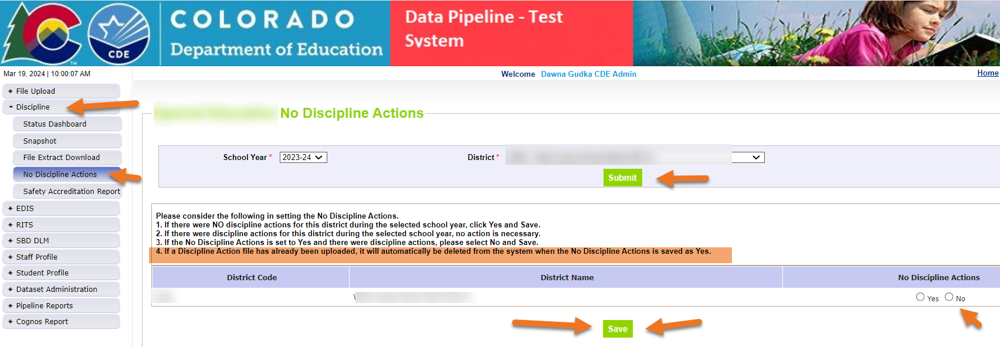 COLORADO
Department of Education
CDE
TM
Data Pipeline - Test
System
Mar 19, 2024 | 10:00:07 AM
Welcome Dawna Gudka CDE Admin
Home
+ File Upload
- Discipline
Status Dashboard
Snapshot
File Extract Download
No Discipline Actions
Safety Accreditation Report
+ EDIS
+ RITS
+ SBD DLM
+ Staff Profile
+ Student Profile
+ Dataset Administration
+ Pipeline Reports
+ Cognos Report
No Discipline Actions
School Year * 2023-24
District *
Submit
Please consider the following in setting the No Discipline Actions.
1. If there were NO discipline actions for this district during the selected school year, click Yes and Save.
2. If there were discipline actions for this district during the selected school year, no action is necessary.
3. If the No Discipline Actions is set to Yes and there were discipline actions, please select No and Save.
4. If a Discipline Action file has already been uploaded, it will automatically be deleted from the system when the No Discipline Actions is saved as Yes.
District Code District Name No Discipline Actions
Yes No
Save